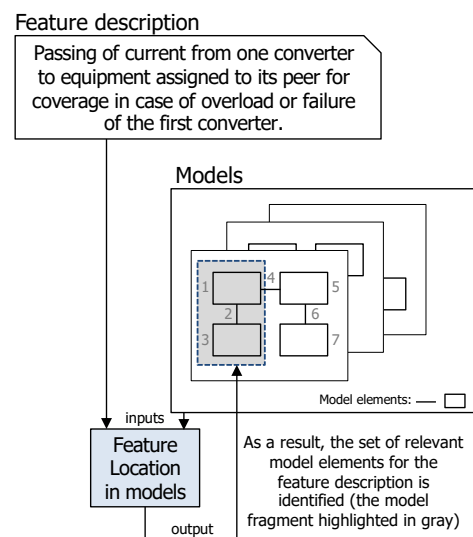 Feature description
Passing of current from one converter
to equipment assigned to its peer for
coverage in case of overload or failure
of the first converter.
Models
1
4
5
2
6
3
7
Model elements:
inputs
Feature
Location
in models
As a result, the set of relevant
model elements for the
feature description is
identified (the model
fragment highlighted in gray)
output